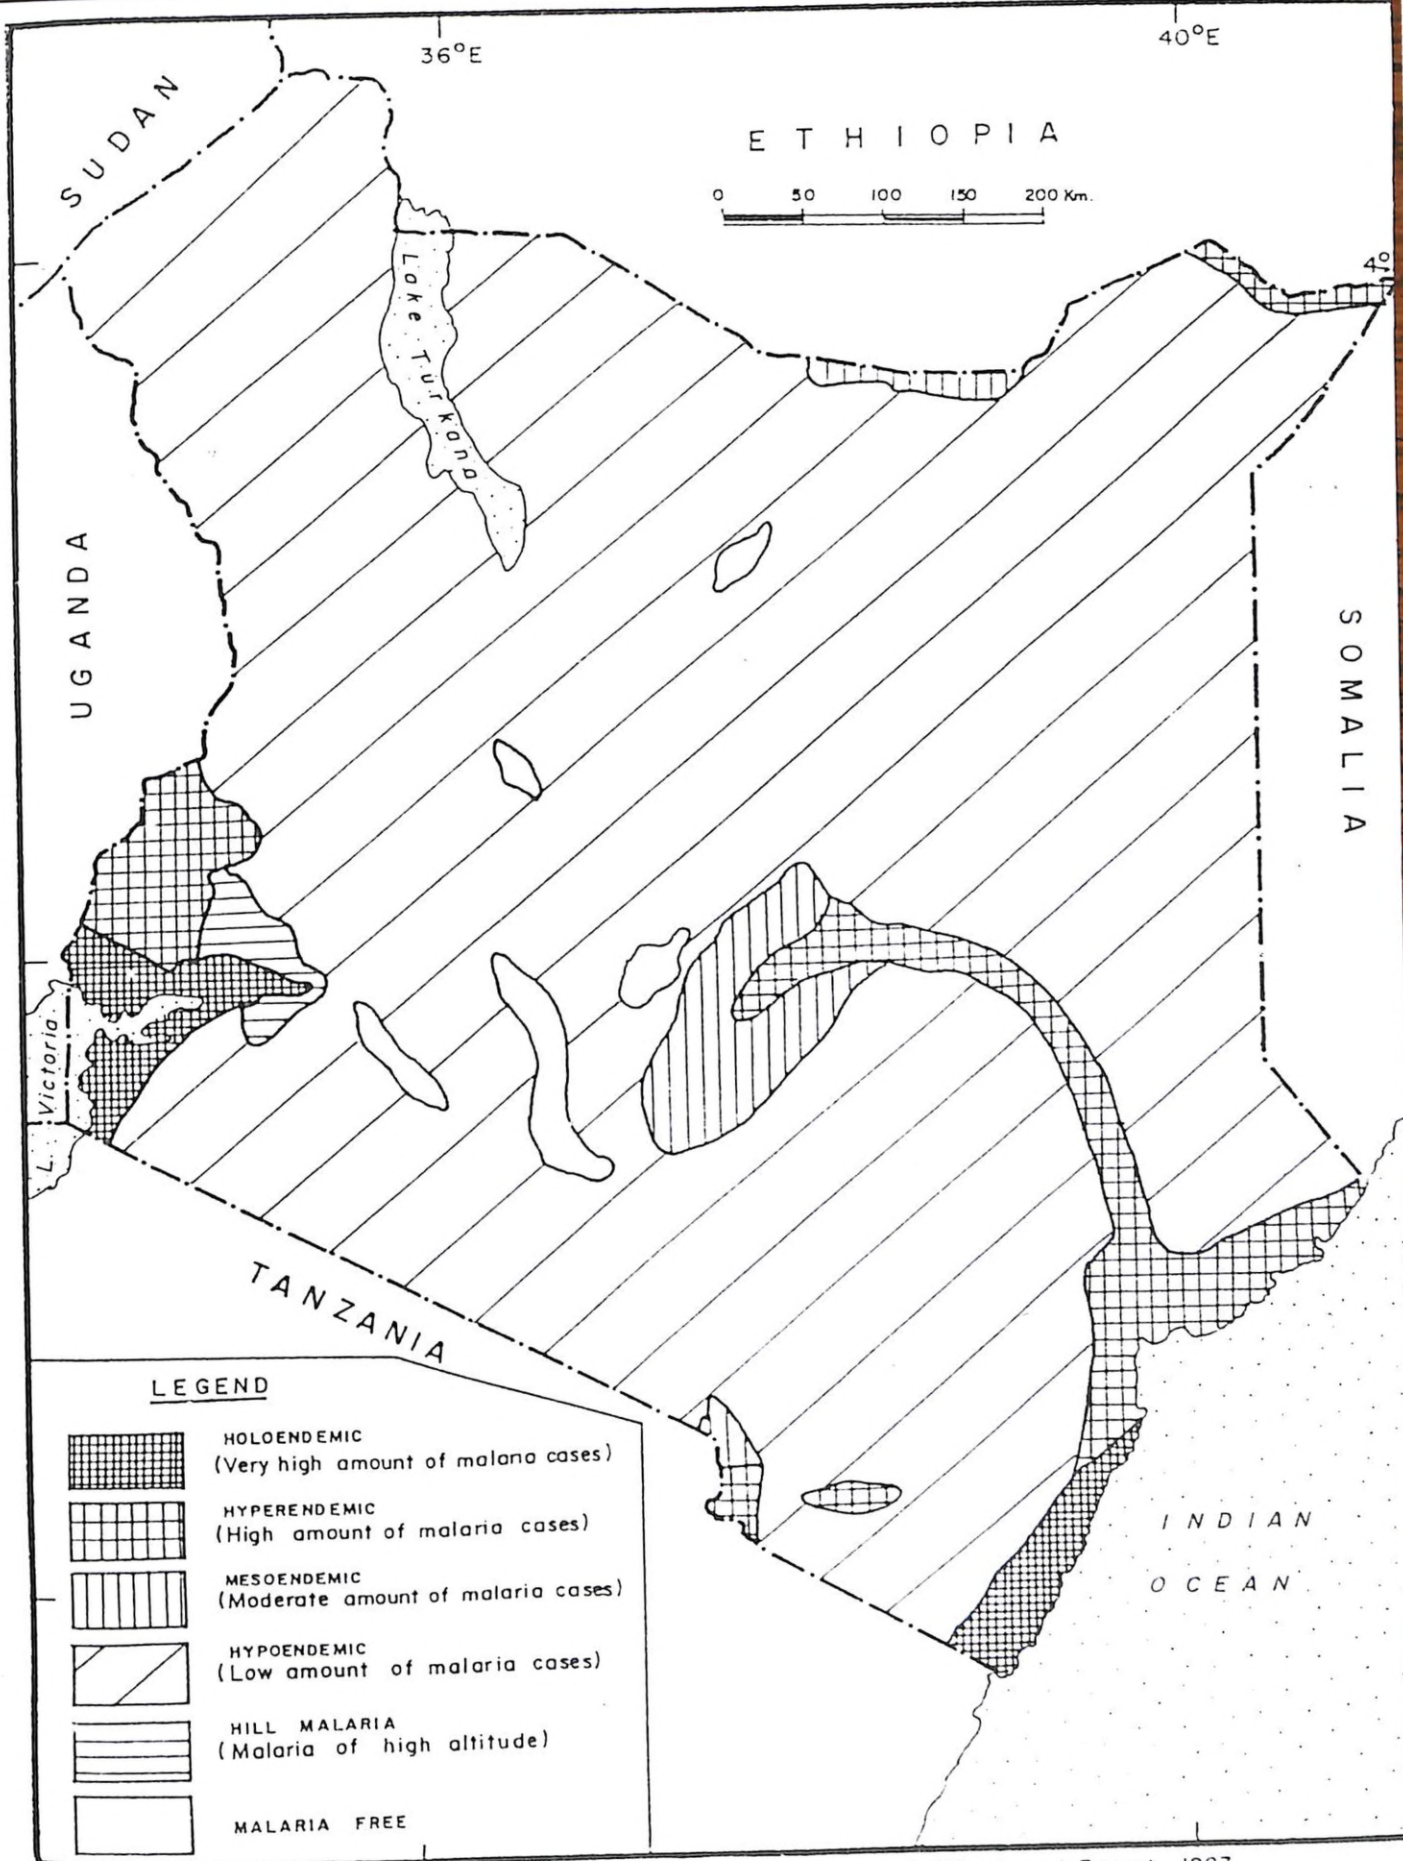 36°E
40°E
SUDAN
ETHIOPIA
0 50 100 150 200 Km.
4°
Lake Turkana
UGANDA
SOMALIA
L. Victoria
TANZANIA
LEGEND
HOLOENDEMIC
(Very high amount of malaria cases)
HYPERENDEMIC
(High amount of malaria cases)
MESOENDEMIC
(Moderate amount of malaria cases)
HYPOENDEMIC
(Low amount of malaria cases)
HILL MALARIA
(Malaria of high altitude)
MALARIA FREE
INDIAN
OCEAN